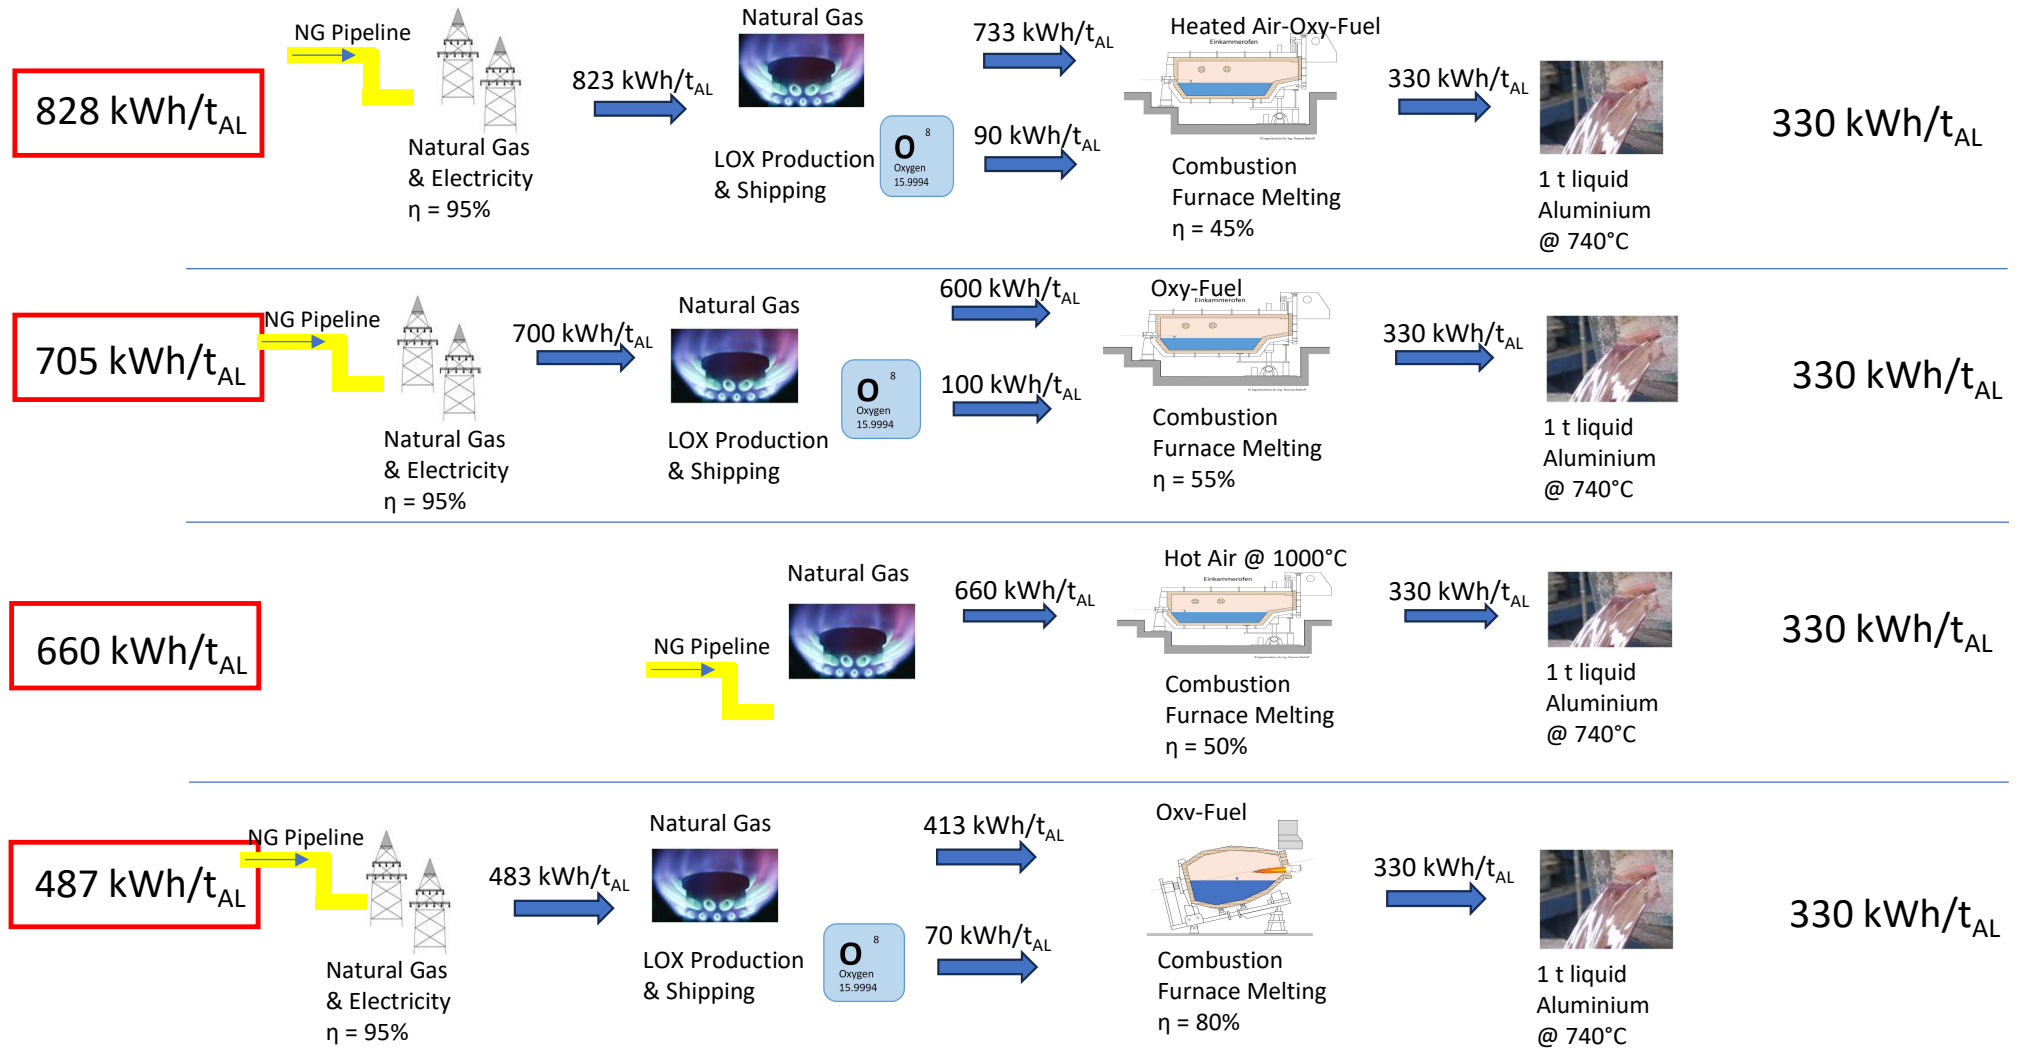 828 kWh/tAL
NG Pipeline
Natural Gas
& Electricity
η = 95%
823 kWh/tAL
Natural Gas
LOX Production
& Shipping
8
O
Oxygen
15.9994
733 kWh/tAL
90 kWh/tAL
Heated Air-Oxy-Fuel
Einkammerofen
Combustion
Furnace Melting
η = 45%
330 kWh/tAL
1 t liquid
Aluminium
@ 740°C
330 kWh/tAL
705 kWh/tAL
NG Pipeline
Natural Gas
& Electricity
η = 95%
700 kWh/tAL
Natural Gas
LOX Production
& Shipping
8
O
Oxygen
15.9994
600 kWh/tAL
100 kWh/tAL
Oxy-Fuel
Einkammerofen
Combustion
Furnace Melting
η = 55%
330 kWh/tAL
1 t liquid
Aluminium
@ 740°C
330 kWh/tAL
660 kWh/tAL
NG Pipeline
Natural Gas
660 kWh/tAL
Hot Air @ 1000°C
Einkammerofen
Combustion
Furnace Melting
η = 50%
330 kWh/tAL
1 t liquid
Aluminium
@ 740°C
330 kWh/tAL
487 kWh/tAL
NG Pipeline
Natural Gas
& Electricity
η = 95%
483 kWh/tAL
Natural Gas
LOX Production
& Shipping
8
O
Oxygen
15.9994
413 kWh/tAL
70 kWh/tAL
Oxy-Fuel
Combustion
Furnace Melting
η = 80%
330 kWh/tAL
1 t liquid
Aluminium
@ 740°C
330 kWh/tAL